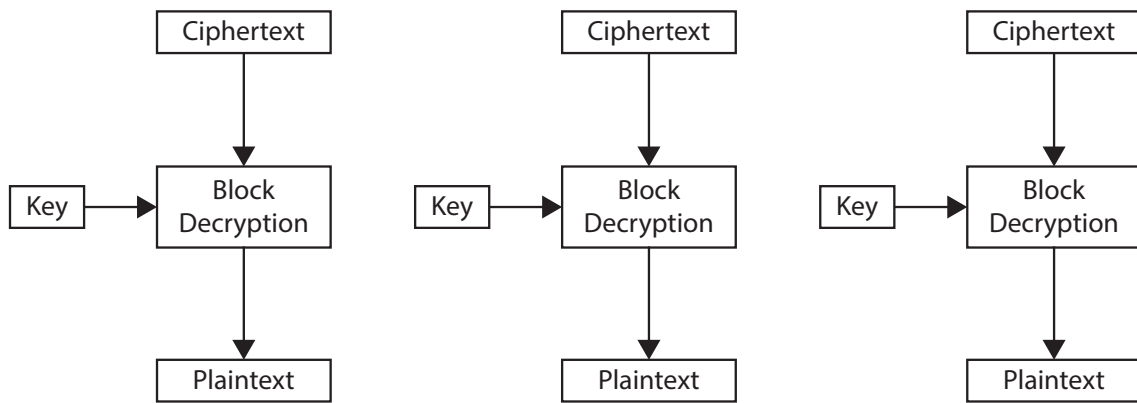 Ciphertext
Ciphertext
Ciphertext
Key
Block
Decryption
Key
Block
Decryption
Key
Block
Decryption
Plaintext
Plaintext
Plaintext